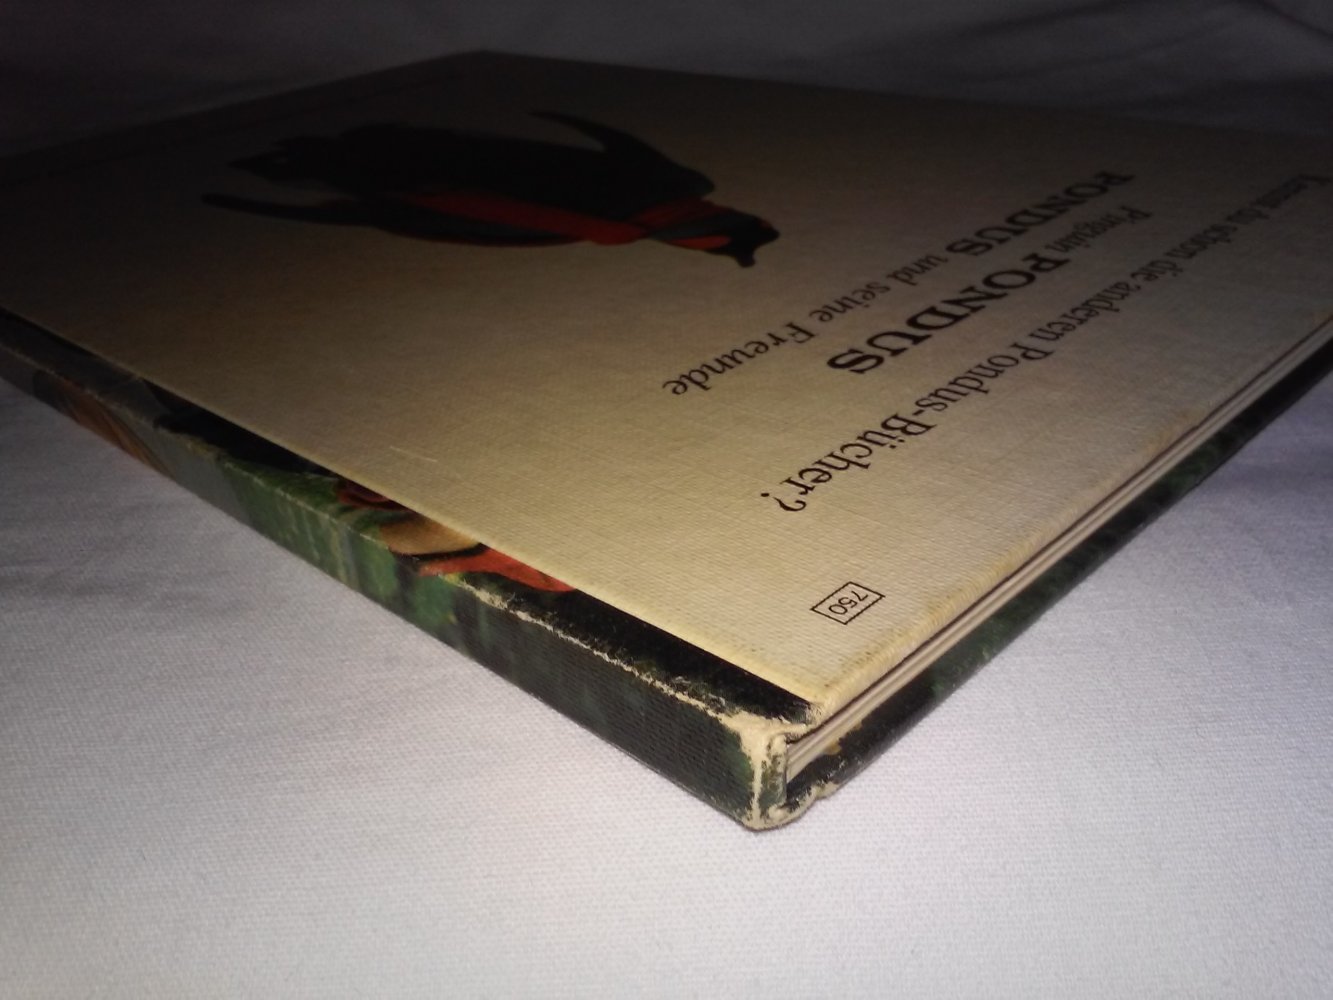 Kennst du schon die anderen Pondus-Bücher?
Pinguin PONDUS
PONDUS und seine Freunde
750